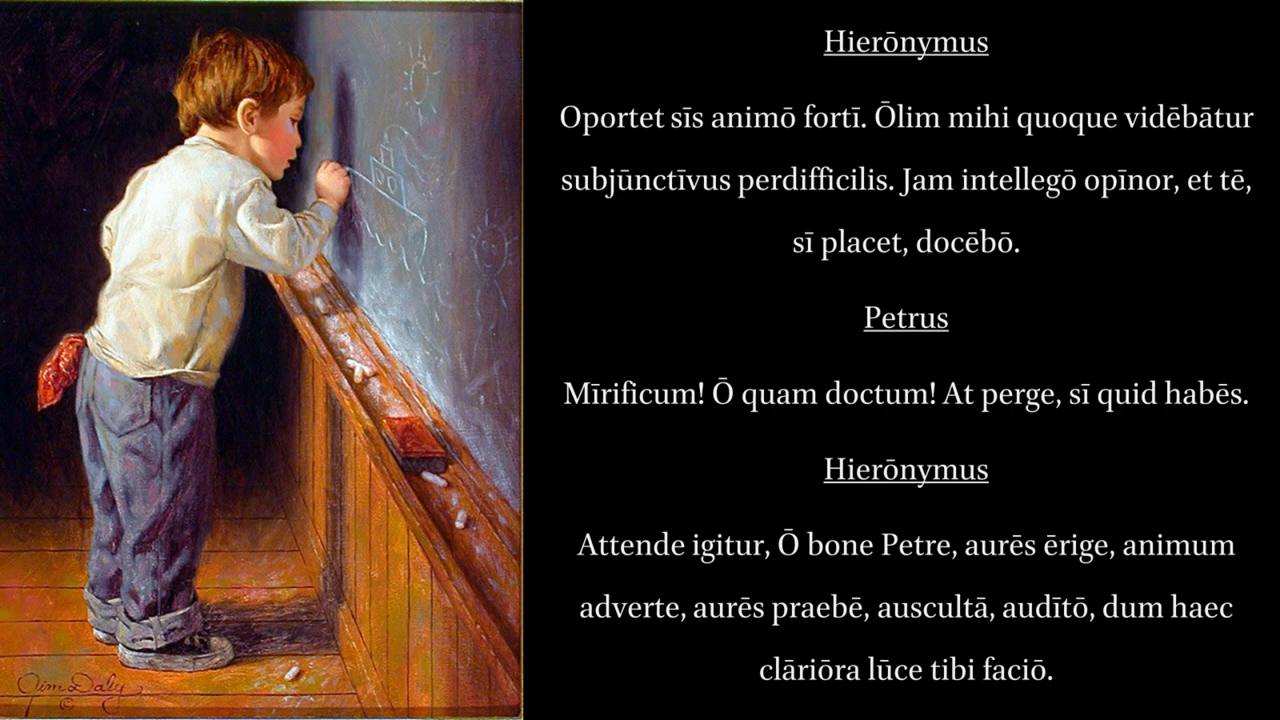 Hierōnymus
Oportet sīs animō fortī. Ōlim mihi quoque vidēbātur
subjūnctīvus perdifficilis. Jam intellegō opīnor, et tē,
sī placet, docēbō.
Petrus
Mīrificum! Ō quam doctum! At perge, sī quid habēs.
Hierōnymus
Attende igitur, Ō bone Petre, aurēs ērige, animum
adverte, aurēs praebē, auscultā, audītō, dum haec
clāriōra lūce tibi faciō.
Jim Daly
©